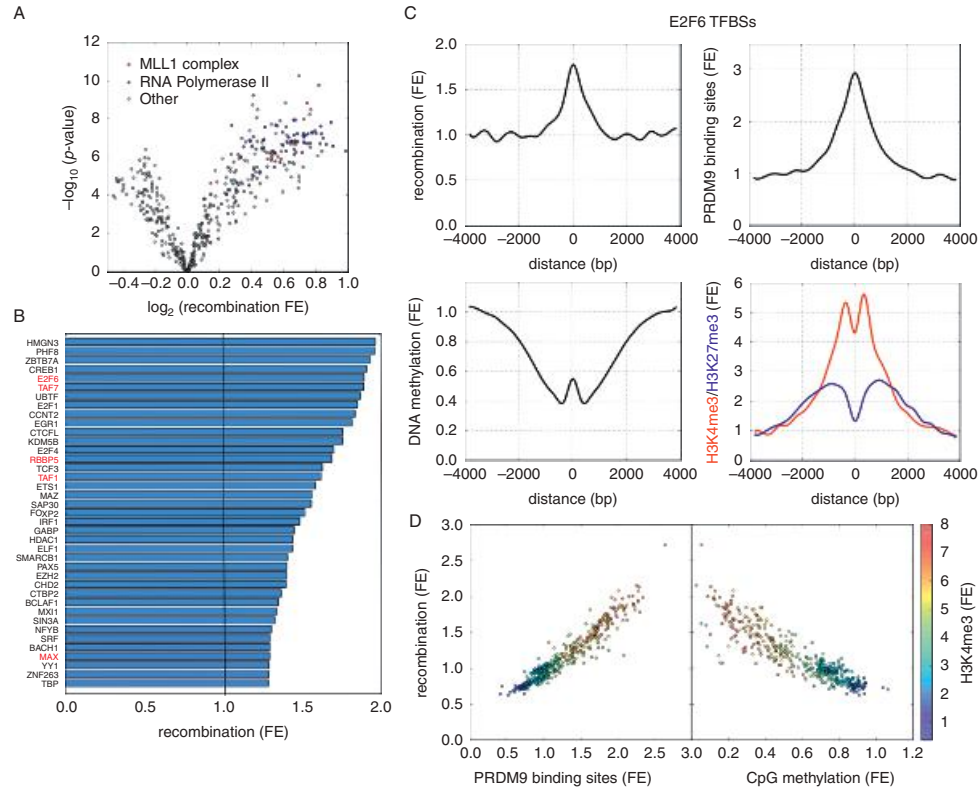 A
12
10
8
6
4
2
0
MLL1 complex
RNA Polymerase II
Other
–log10 (p-value)
–0.4
–0.2
0.0
0.2
0.4
0.6
0.8
1.0
log2 (recombination FE)
B
HMGN3
PHF8
ZBTB7A
CREB1
E2F6
TAF7
UBTF
E2F1
CCNT2
EGR1
CTCFL
KDM5B
E2F4
RBBP5
TCF3
TAF1
ETS1
MAZ
SAP30
FOXP2
IRF1
GABP
HDAC1
ELF1
SMARCB1
PAX5
EZH2
CHD2
CTBP2
BCLAF1
MXI1
SIN3A
NFYB
SRF
BACH1
MAX
YY1
ZNF263
TBP
0.0
0.5
1.0
1.5
2.0
recombination (FE)
C
E2F6 TFBSs
2.0
1.5
1.0
0.5
0.0
recombination (FE)
–4000
–2000
0
2000
4000
distance (bp)
3
2
1
0
PRDM9 binding sites (FE)
–4000
–2000
0
2000
4000
distance (bp)
1.0
0.8
0.6
0.4
0.2
0.0
DNA methylation (FE)
–4000
–2000
0
2000
4000
distance (bp)
6
5
4
3
2
1
0
H3K4me3/H3K27me3 (FE)
–4000
–2000
0
2000
4000
distance (bp)
D
3.0
2.5
2.0
1.5
1.0
0.5
0.0
recombination (FE)
0.0
0.5
1.0
1.5
2.0
2.5
3.0
PRDM9 binding sites (FE)
0.2
0.4
0.6
0.8
1.0
1.2
CpG methylation (FE)
8
7
6
5
4
3
2
1
H3K4me3 (FE)